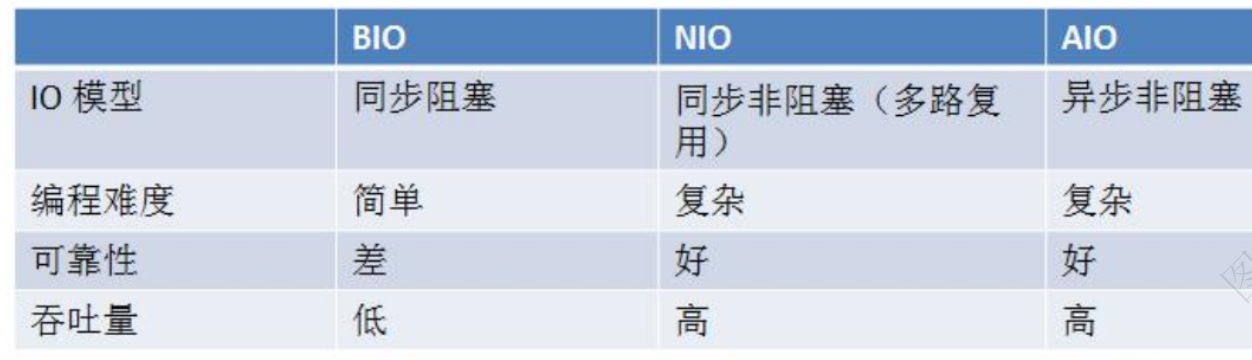 BIO NIO AIO
IO 模型 同步阻塞 同步非阻塞（多路复 异步非阻塞
用）
编程难度 简单 复杂 复杂
可靠性 差 好 好
吞吐量 低 高 高